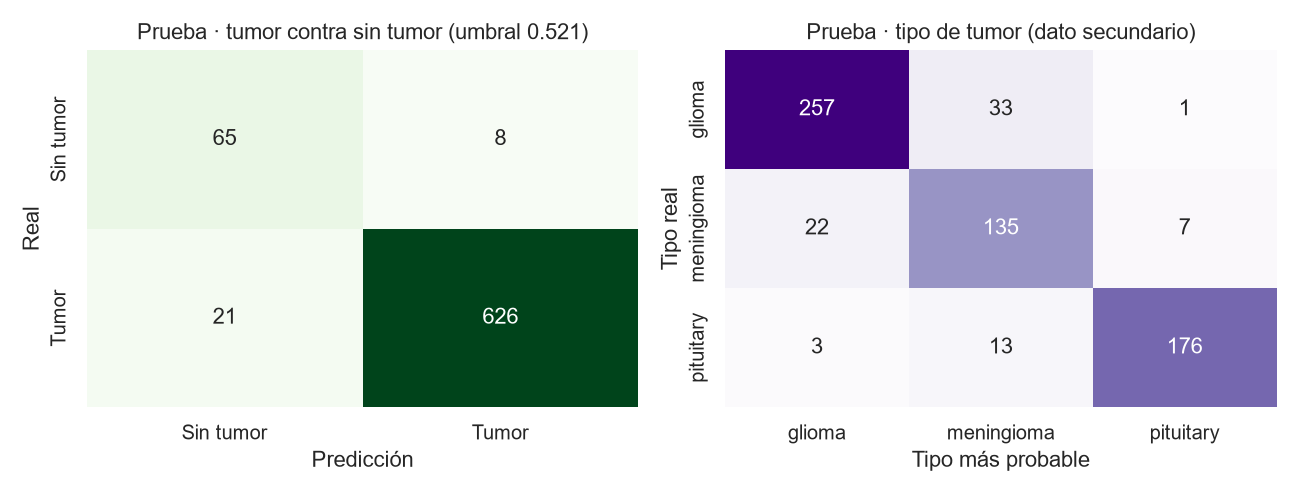 Prueba · tumor contra sin tumor (umbral 0.521)
Real
Sin tumor
65
8
Tumor
21
626
Sin tumor
Tumor
Predicción
Prueba · tipo de tumor (dato secundario)
Tipo real
glioma
257
33
1
meningioma
22
135
7
pituitary
3
13
176
glioma
meningioma
pituitary
Tipo más probable